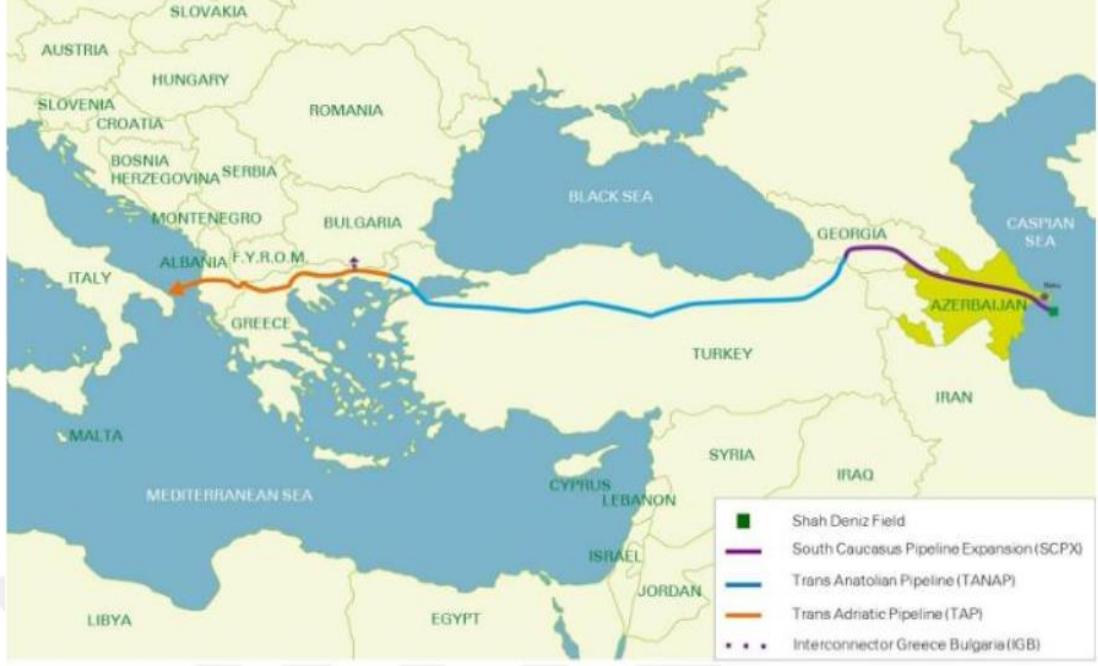 SLOVAKIA
AUSTRIA
HUNGARY
SLOVENIA
ROMANIA
CROATIA
BOSNIA
HERZEGOVINA
SERBIA
BLACK SEA
MONTENEGRO
BULGARIA
CASPIAN
SEA
GEORGIA
ALBANIA
F.Y.R.O.M.
ITALY
Baku
AZERBAIJAN
GREECE
TURKEY
IRAN
MALTA
SYRIA
IRAQ
CYPRUS
MEDITERRANEAN SEA
LEBANON
ISRAEL
JORDAN
LIBYA
EGYPT
Shah Deniz Field
South Caucasus Pipeline Expansion (SCPX)
Trans Anatolian Pipeline (TANAP)
Trans Adriatic Pipeline (TAP)
Interconnector Greece Bulgaria (IGB)